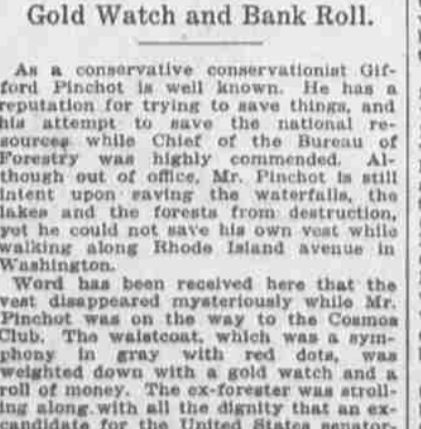 Gold Watch and Bank Roll.
As a conservative conservationist Gif-
ford Pinchot is well known. He has a
reputation for trying to save things, and
his attempt to save the national re-
sources while Chief of the Bureau of
Forestry was highly commended. Al-
though out of office, Mr. Pinchot is still
intent upon saving the waterfalls, the
lakes and the forests from destruction,
yet he could not save his own vest while
walking along Rhode Island avenue in
Washington.
Word has been received here that the
vest disappeared mysteriously while Mr.
Pinchot was on the way to the Cosmos
Club. The waistcoat, which was a sym-
phony in gray with red dots, was
weighted down with a gold watch and a
roll of money. The ex-forester was stroll-
ing along with all the dignity that an ex-
candidate for the United States senator-